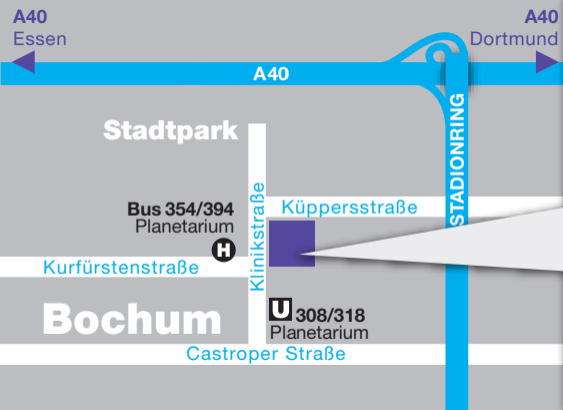 A40
Essen
A40
Dortmund
A40
Stadtpark
STADIONRING
Bus 354/394
Planetarium
H
Küppersstraße
Klinikstraße
Kurfürstenstraße
Bochum
U 308/318
Planetarium
Castroper Straße